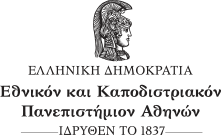 ΕΛΛΗΝΙΚΗ ΔΗΜΟΚΡΑΤΙΑ
Εθνικόν και Καποδιστριακόν
Πανεπιστήμιον Αθηνών
ΙΔΡΥΘΕΝ ΤΟ 1837